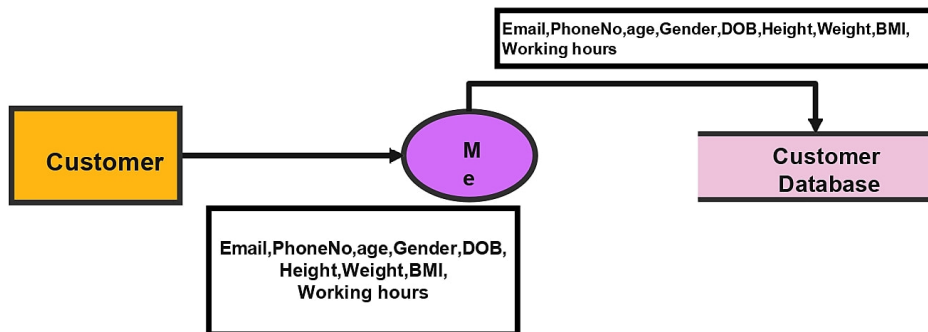 Email,PhoneNo,age,Gender,DOB,Height,Weight,BMI,
Working hours
Customer
M
e
Customer
Database
Email,PhoneNo,age,Gender,DOB,
Height,Weight,BMI,
Working hours